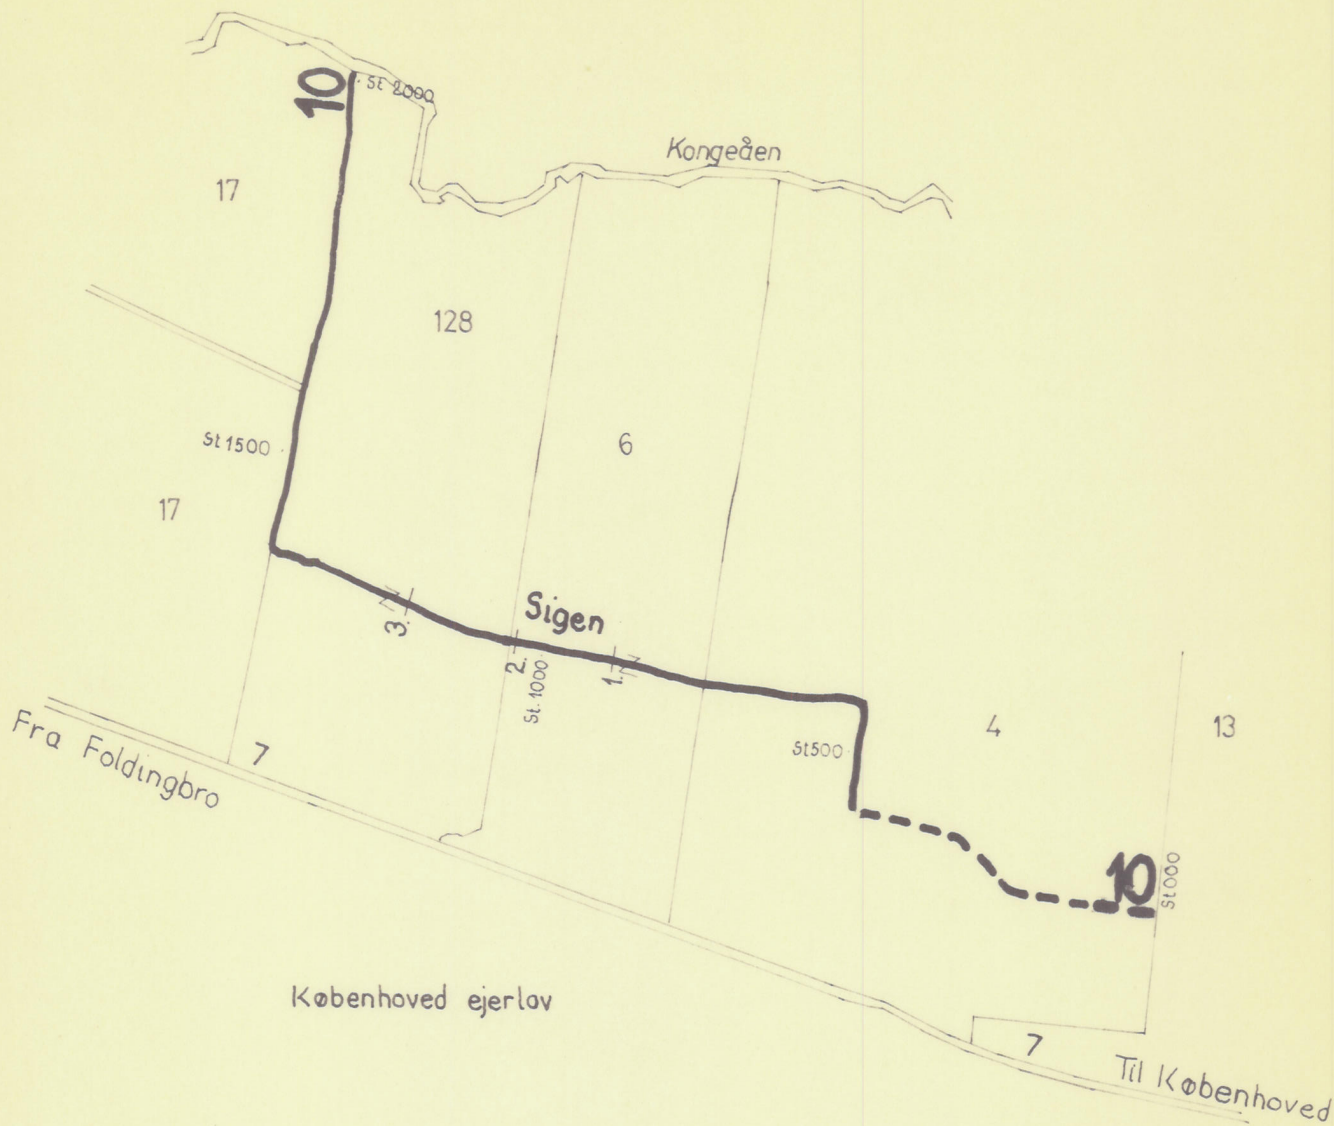 10
St 2000
Kongeåen
17
128
St 1500
6
17
Sigen
3.
2.
St. 1000
1.
St 500
4
13
Fra Foldingbro
7
10
St 000
Københoved ejerlav
7
Til Københoved